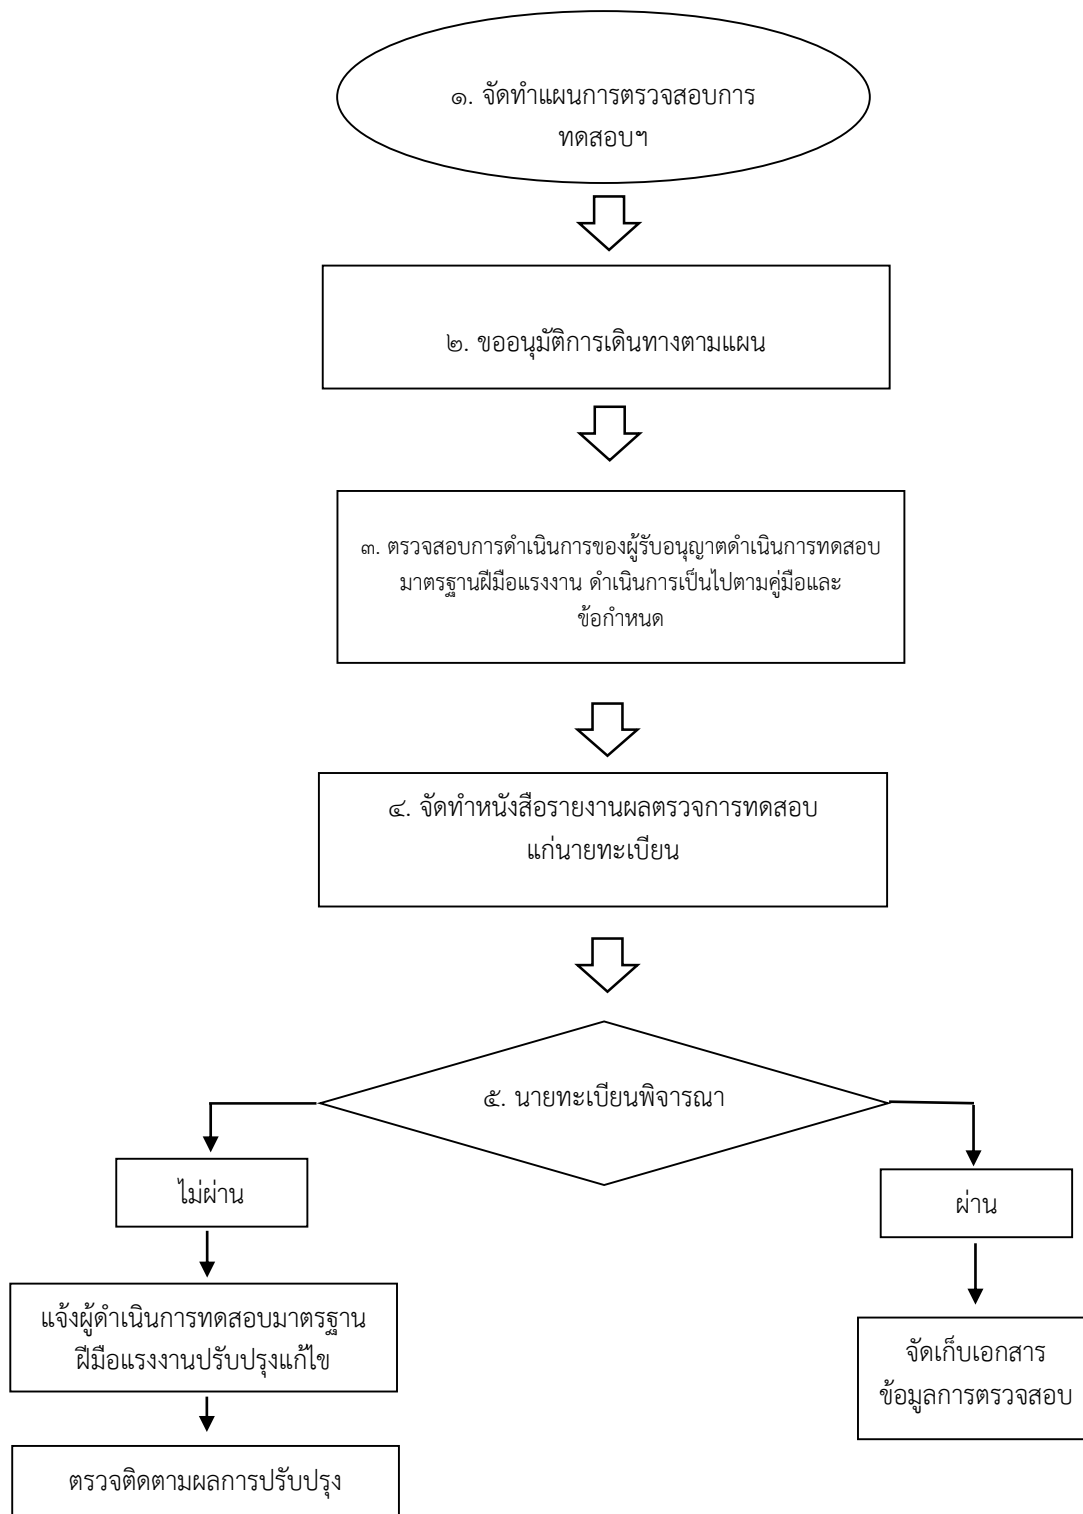 ๑. จัดทำแผนการตรวจสอบการ
ทดสอบฯ
๒. ขออนุมัติการเดินทางตามแผน
๓. ตรวจสอบการดำเนินการของผู้รับอนุญาตดำเนินการทดสอบ
มาตรฐานฝีมือแรงงาน ดำเนินการเป็นไปตามคู่มือและ
ข้อกำหนด
๔. จัดทำหนังสือรายงานผลตรวจการทดสอบ
แก่นายทะเบียน
๕. นายทะเบียนพิจารณา
ไม่ผ่าน
ผ่าน
แจ้งผู้ดำเนินการทดสอบมาตรฐาน
ฝีมือแรงงานปรับปรุงแก้ไข
จัดเก็บเอกสาร
ข้อมูลการตรวจสอบ
ตรวจติดตามผลการปรับปรุง